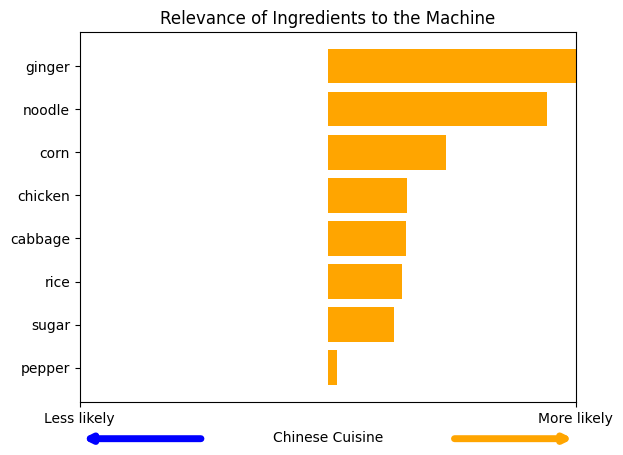 Relevance of Ingredients to the Machine
ginger
noodle
corn
chicken
cabbage
rice
sugar
pepper
Less likely
More likely
Chinese Cuisine